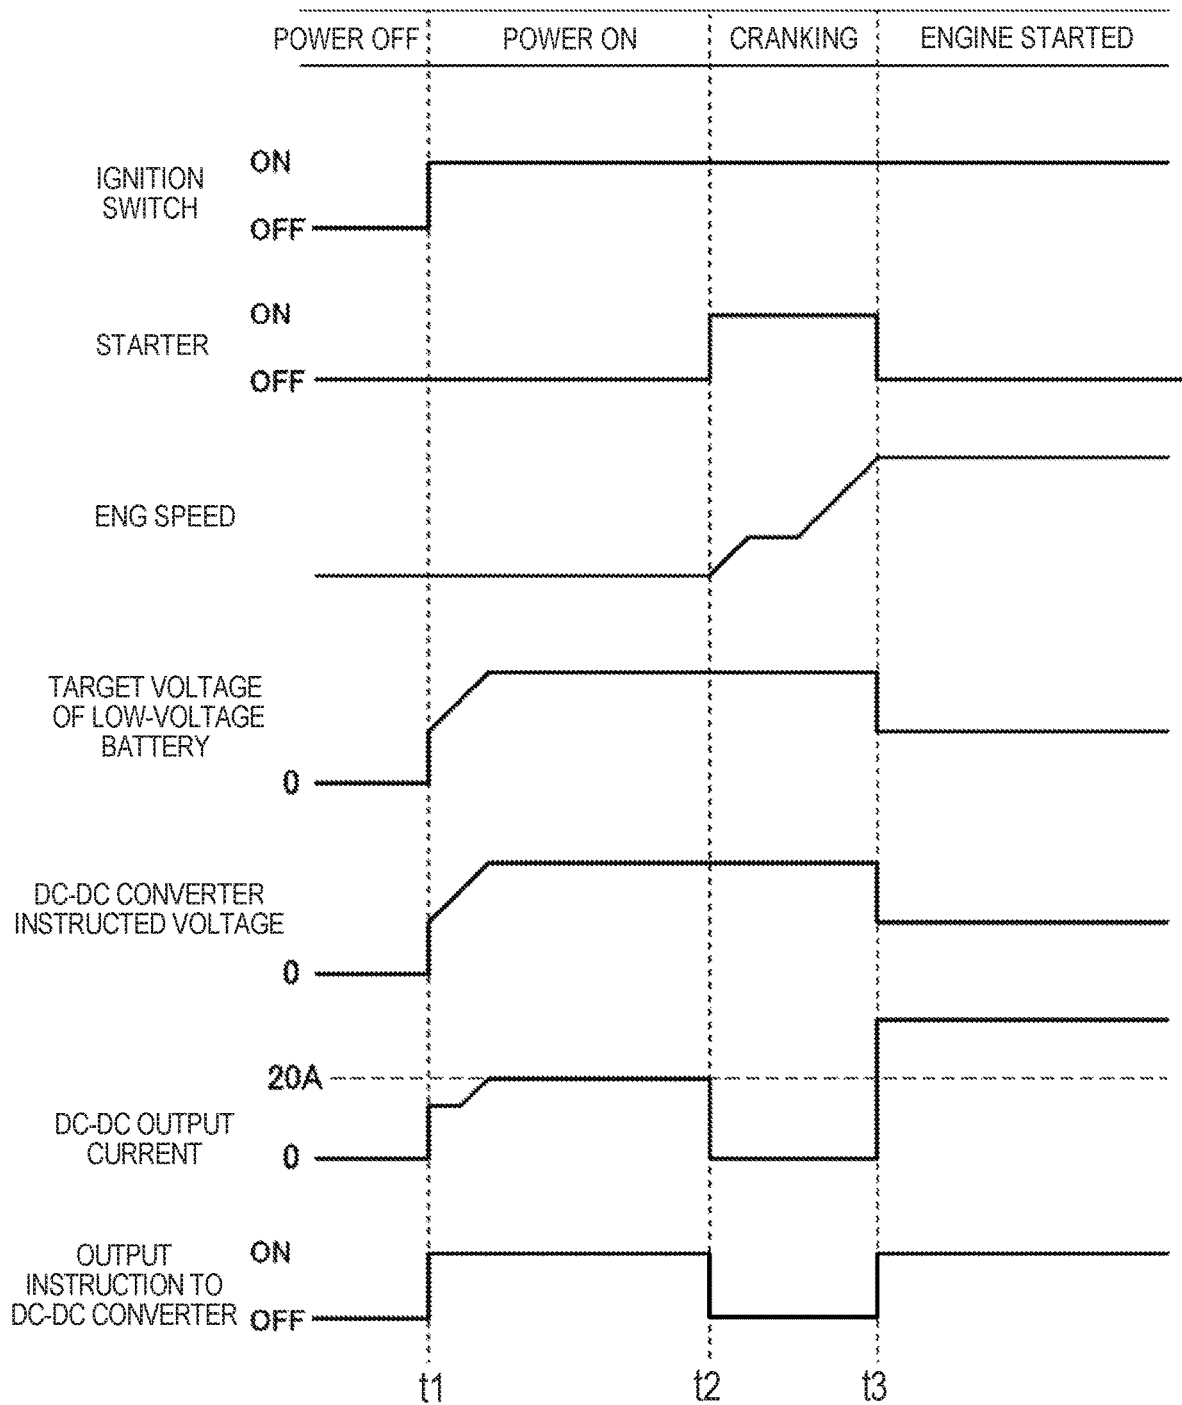 POWER OFF POWER ON CRANKING ENGINE STARTED
ON
IGNITION
SWITCH
OFF
ON
STARTER
OFF
ENG SPEED
TARGET VOLTAGE
OF LOW-VOLTAGE
BATTERY
0
DC-DC CONVERTER
INSTRUCTED VOLTAGE
0
20A
DC-DC OUTPUT
CURRENT
0
ON
OUTPUT
INSTRUCTION TO
DC-DC CONVERTER
OFF
t1 t2 t3